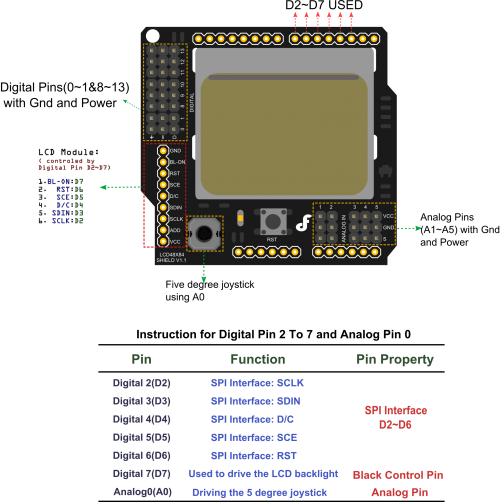 D2~D7 USED
Digital Pins(0~1&8~13)
with Gnd and Power
DIGITAL
LCD Module:
( controled by
Digital Pin D2~D7)
1.BL-ON:D7
2. RST:D6
3. SCE:D5
4. D/C:D4
5. SDIN:D3
6. SCLK:D2
GND
BL-ON
RST
SCE
D/C
SDIN
SCLK
ADD
VCC
LCD48X84
SHIELD V1.1
RST
ANALOG IN
1 2 3 4 5
VCC
GND
S
Analog Pins
(A1~A5) with Gnd
and Power
Five degree joystick
using A0
Instruction for Digital Pin 2 To 7 and Analog Pin 0
Pin Function Pin Property
Digital 2(D2) SPI Interface: SCLK
Digital 3(D3) SPI Interface: SDIN
Digital 4(D4) SPI Interface: D/C
Digital 5(D5) SPI Interface: SCE
Digital 6(D6) SPI Interface: RST
SPI Interface
D2~D6
Digital 7(D7) Used to drive the LCD backlight Black Control Pin
Analog0(A0) Driving the 5 degree joystick Analog Pin